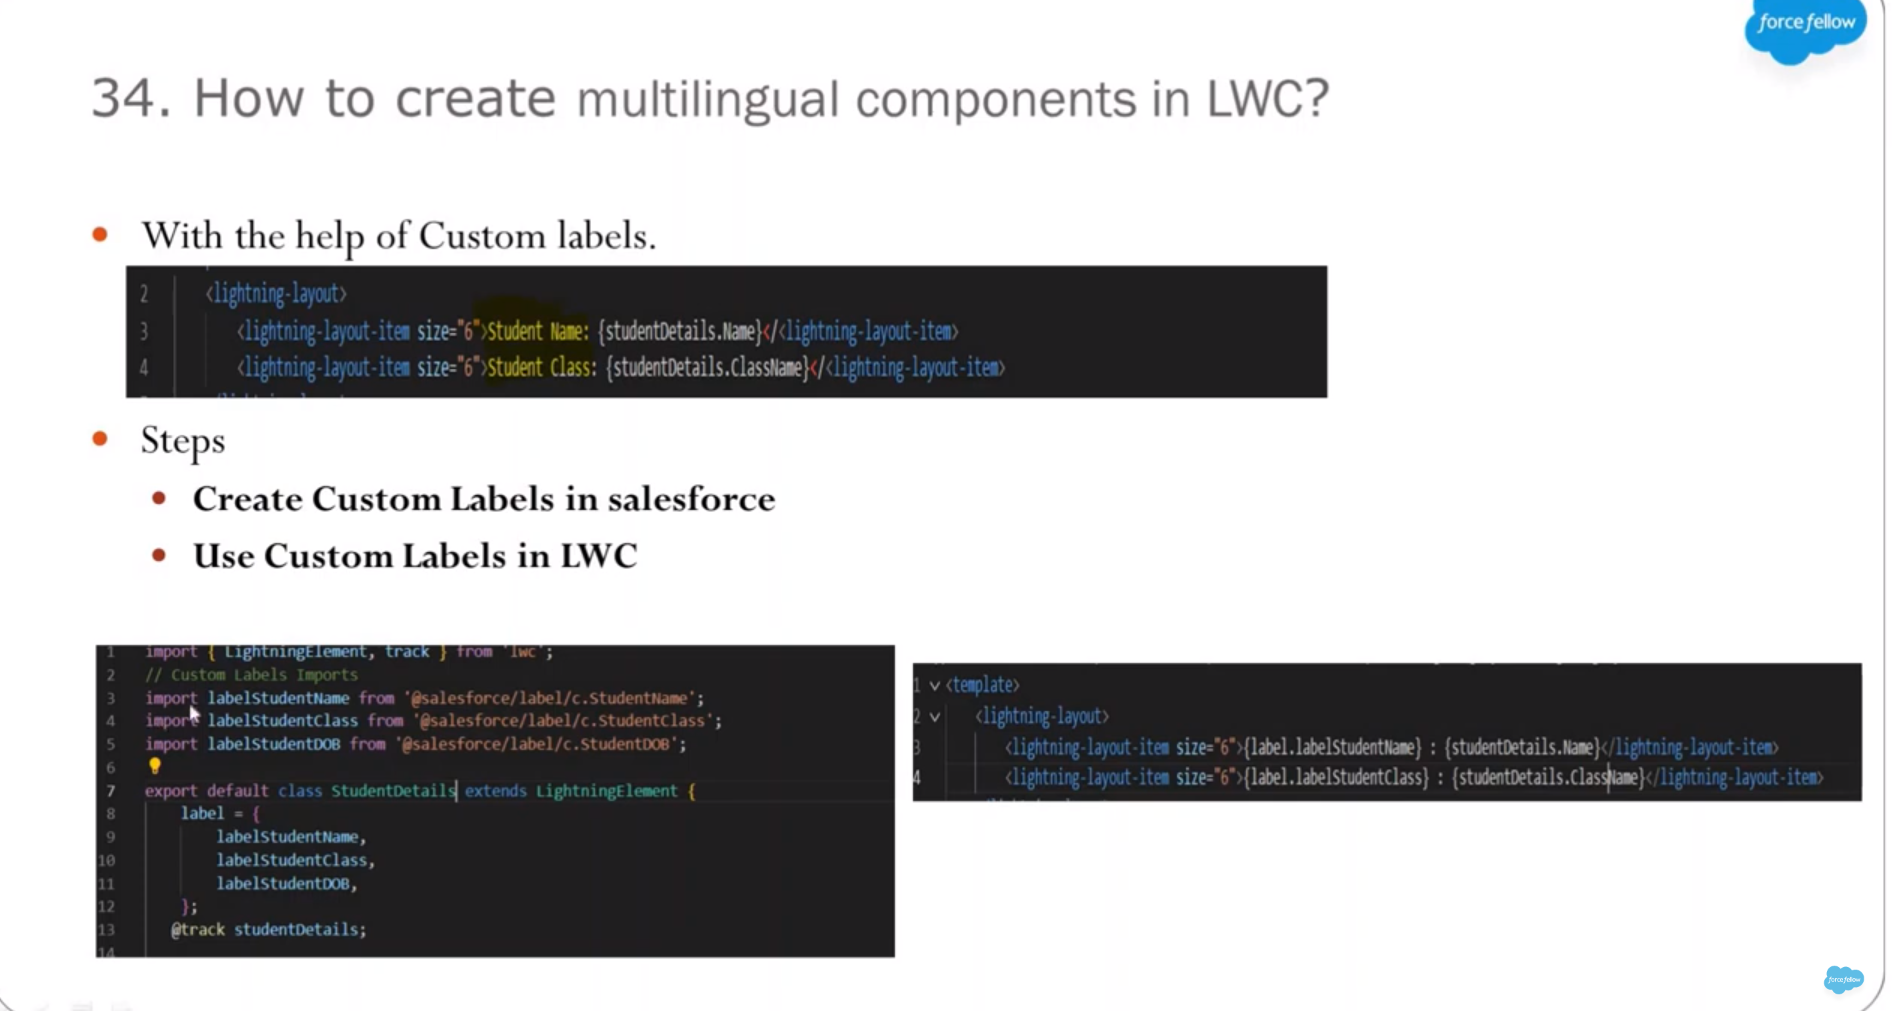 force fellow
34. How to create multilingual components in LWC?
With the help of Custom labels.
2 <lightning-layout>
3 <lightning-layout-item size="6">Student Name: {studentDetails.Name}</<lightning-layout-item>
4 <lightning-layout-item size="6">Student Class: {studentDetails.ClassName}</<lightning-layout-item>
Steps
Create Custom Labels in salesforce
Use Custom Labels in LWC
1 import { LightningElement, track } from 'lwc';
2 // Custom Labels Imports
3 import labelStudentName from '@salesforce/label/c.StudentName';
4 import labelStudentClass from '@salesforce/label/c.StudentClass';
5 import labelStudentDOB from '@salesforce/label/c.StudentDOB';
6
7 export default class StudentDetails extends LightningElement {
8 label = {
9 labelStudentName,
10 labelStudentClass,
11 labelStudentDOB,
12 };
13 @track studentDetails;
14
1 <template>
2 <lightning-layout>
3 <lightning-layout-item size="6">{label.labelStudentName} : {studentDetails.Name}</lightning-layout-item>
4 <lightning-layout-item size="6">{label.labelStudentClass} : {studentDetails.ClassName}</lightning-layout-item>
force fellow